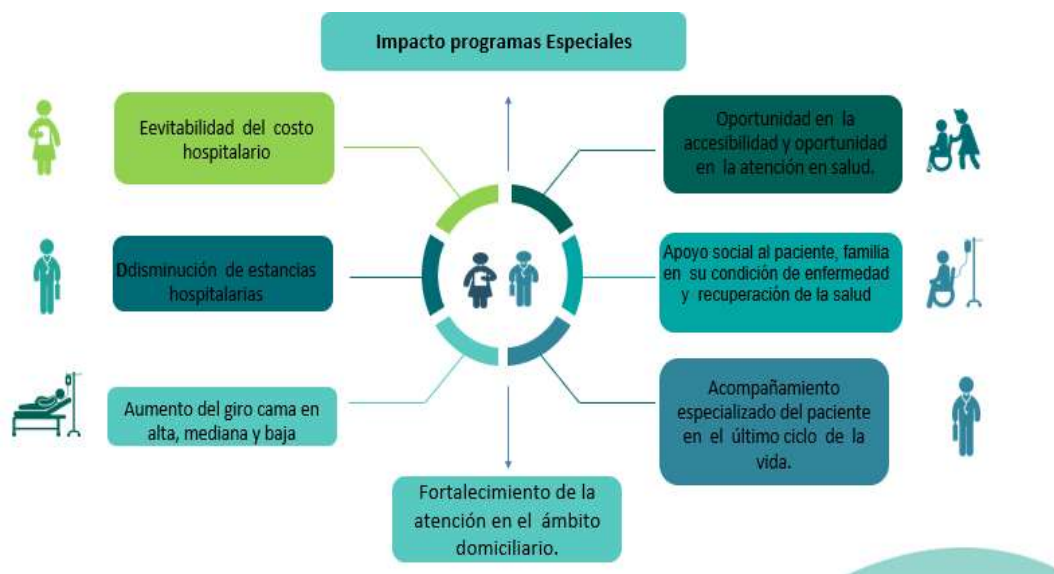 Impacto programas Especiales
Eevitabilidad del costo
hospitalario
Ddisminución de estancias
hospitalarias
Aumento del giro cama en
alta, mediana y baja
Oportunidad en la
accesibilidad y oportunidad
en la atención en salud.
Apoyo social al paciente, familia
en su condición de enfermedad
y recuperación de la salud
Acompañamiento
especializado del paciente
en el último ciclo de la
vida.
Fortalecimiento de la
atención en el ámbito
domiciliario.